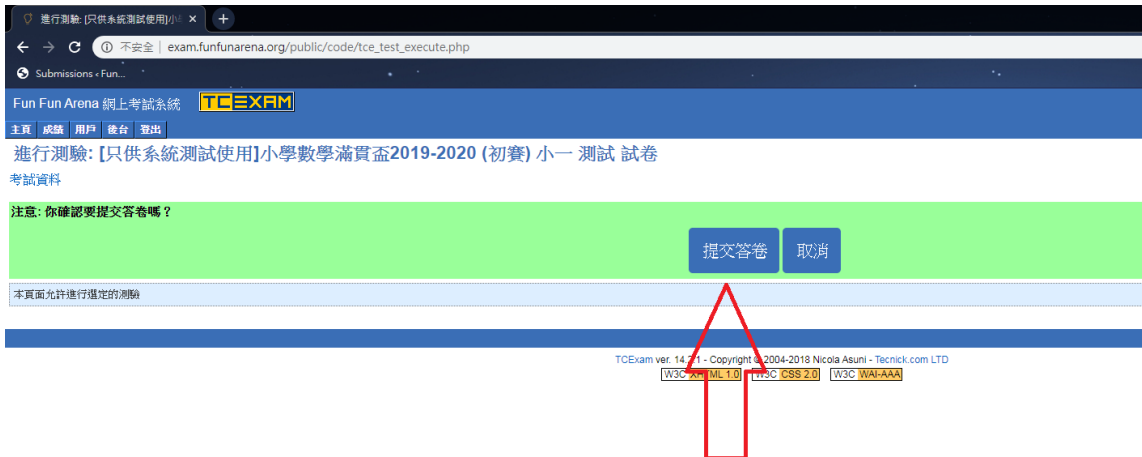 進行測驗: [只供系統測試使用]小
不安全 | exam.funfunarena.org/public/code/tce_test_execute.php
Submissions ‹ Fun...
Fun Fun Arena 網上考試系統 TCEXAM
主頁 成績 用戶 後台 登出
進行測驗: [只供系統測試使用]小學數學滿貫盃2019-2020 (初賽) 小一 測試 試卷
考試資料
注意: 你確認要提交答卷嗎？
提交答卷 取消
本頁面允許進行選定的測驗
TCExam ver. 14.2.1 - Copyright © 2004-2018 Nicola Asuni - Tecnick.com LTD
W3C XHTML 1.0 W3C CSS 2.0 W3C WAI-AAA